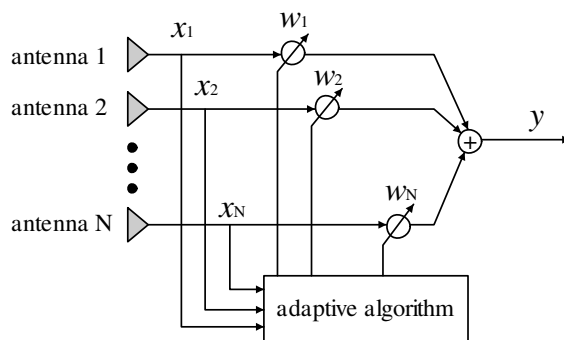 antenna 1
x1
w1
antenna 2
x2
w2
y
+
antenna N
xN
wN
adaptive algorithm